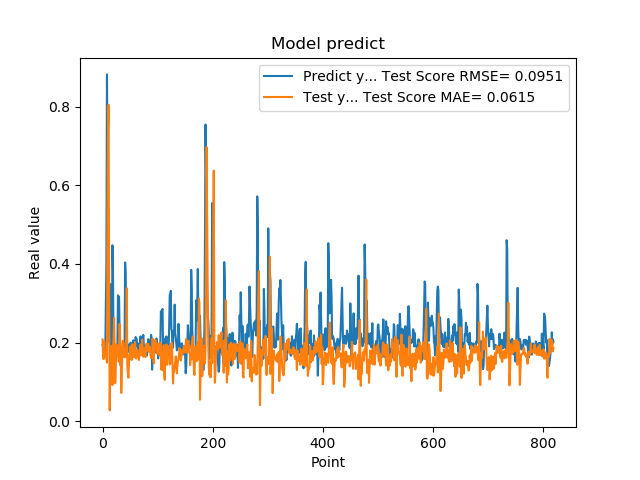 Model predict
Predict y... Test Score RMSE= 0.0951
Test y... Test Score MAE= 0.0615
Real value
0.8
0.6
0.4
0.2
0.0
0 200 400 600 800
Point